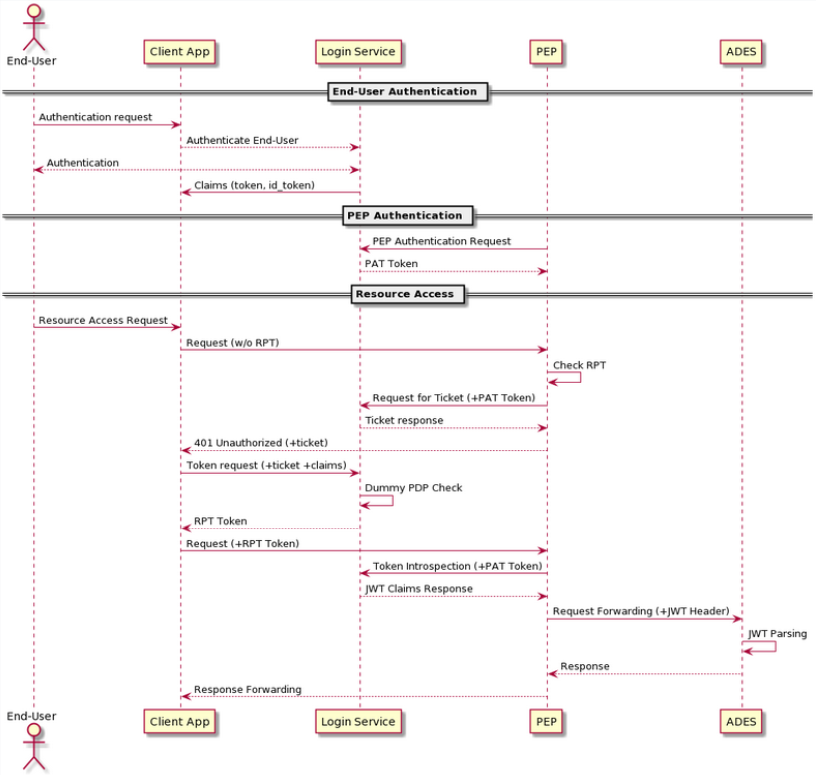 End-User
Client App
Login Service
PEP
ADES
End-User Authentication
Authentication request
Authenticate End-User
Authentication
Claims (token, id_token)
PEP Authentication
PEP Authentication Request
PAT Token
Resource Access
Resource Access Request
Request (w/o RPT)
Check RPT
Request for Ticket (+PAT Token)
Ticket response
401 Unauthorized (+ticket)
Token request (+ticket +claims)
Dummy PDP Check
RPT Token
Request (+RPT Token)
Token Introspection (+PAT Token)
JWT Claims Response
Request Forwarding (+JWT Header)
JWT Parsing
Response
Response Forwarding
End-User
Client App
Login Service
PEP
ADES